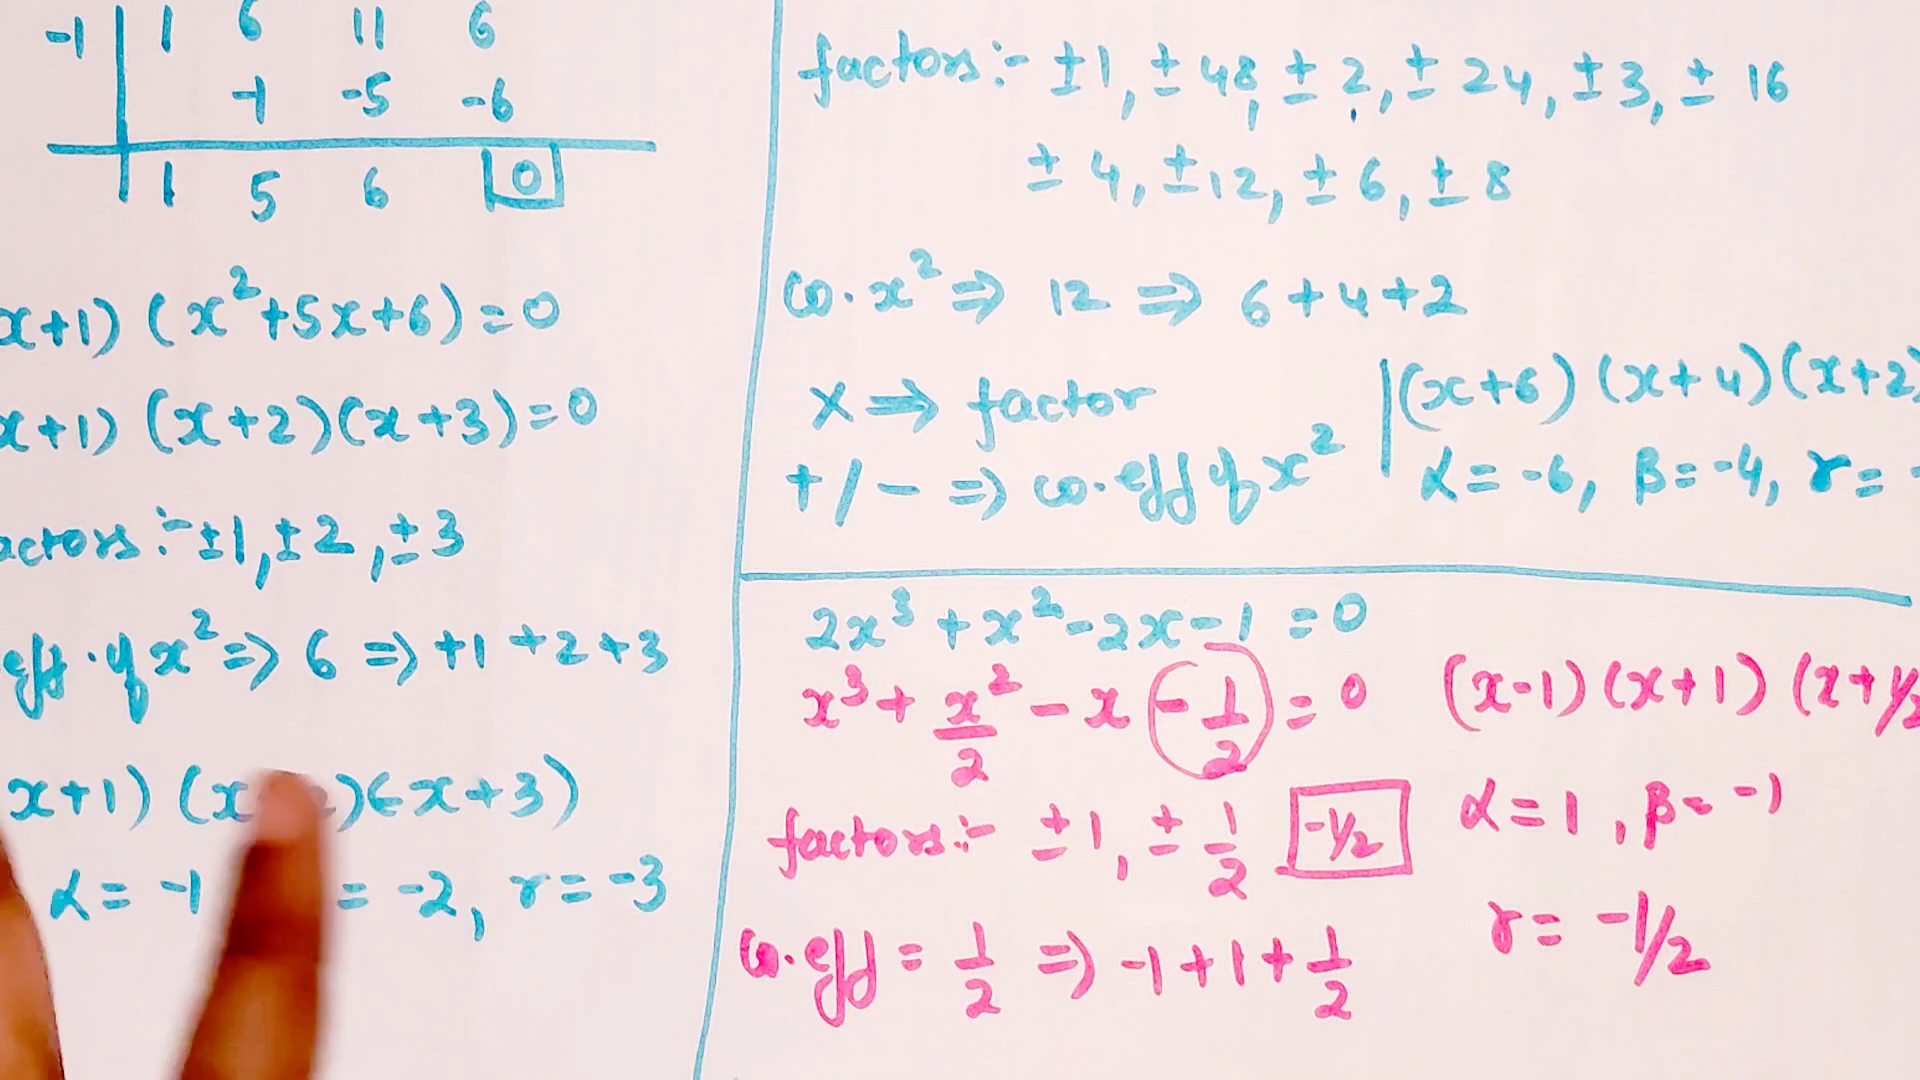 -1 | 1 6 11 6
-1 -5 -6
1 5 6 0
x+1) (x²+5x+6)=0
x+1) (x+2)(x+3)=0
actors:- ±1, ±2, ±3
eff. of x² => 6 => +1 +2 +3
x+1) (x )(x+3)
α = -1 = -2, r = -3
factors:- ±1, ±48, ±2, ±24, ±3, ±16
±4, ±12, ±6, ±8
co. x² => 12 => 6+4+2
x => factor
+/- => co.eff of x²
(x+6) (x+4) (x+2)
α = -6, β = -4, r = -
2x³ + x² - 2x - 1 = 0
x³ + x²/2 - x - 1/2 = 0
factors:- ±1, ± 1/2 -1/2
co.eff = 1/2 => -1+1+ 1/2
(x-1) (x+1) (x+1/2
α = 1, β = -1
r = -1/2